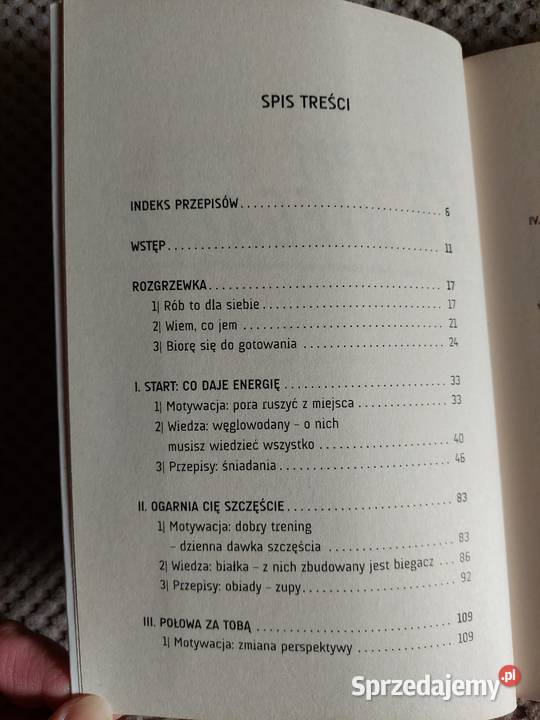 SPIS TREŚCI
INDEKS PRZEPISÓW 6
WSTĘP 11
ROZGRZEWKA 17
1| Rób to dla siebie 17
2| Wiem, co jem 21
3| Biorę się do gotowania 24
I. START: CO DAJE ENERGIĘ 33
1| Motywacja: pora ruszyć z miejsca 33
2| Wiedza: węglowodany – o nich
musisz wiedzieć wszystko 40
3| Przepisy: śniadania 46
II. OGARNIA CIĘ SZCZĘŚCIE 83
1| Motywacja: dobry trening
– dzienna dawka szczęścia 83
2| Wiedza: białka – z nich zbudowany jest biegacz 86
3| Przepisy: obiady – zupy 92
III. POŁOWA ZA TOBĄ 109
1| Motywacja: zmiana perspektywy 109
IV.
Sprzedajemy.pl